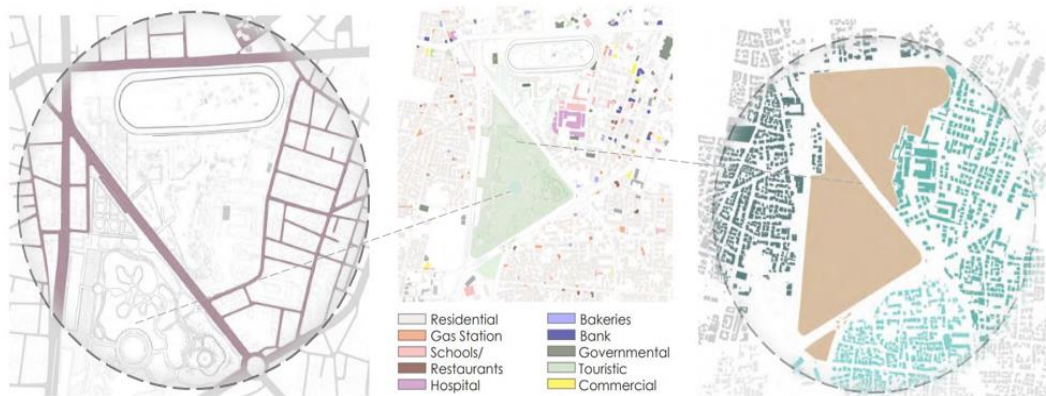 Residential
Gas Station
Schools/
Restaurants
Hospital
Bakeries
Bank
Governmental
Touristic
Commercial